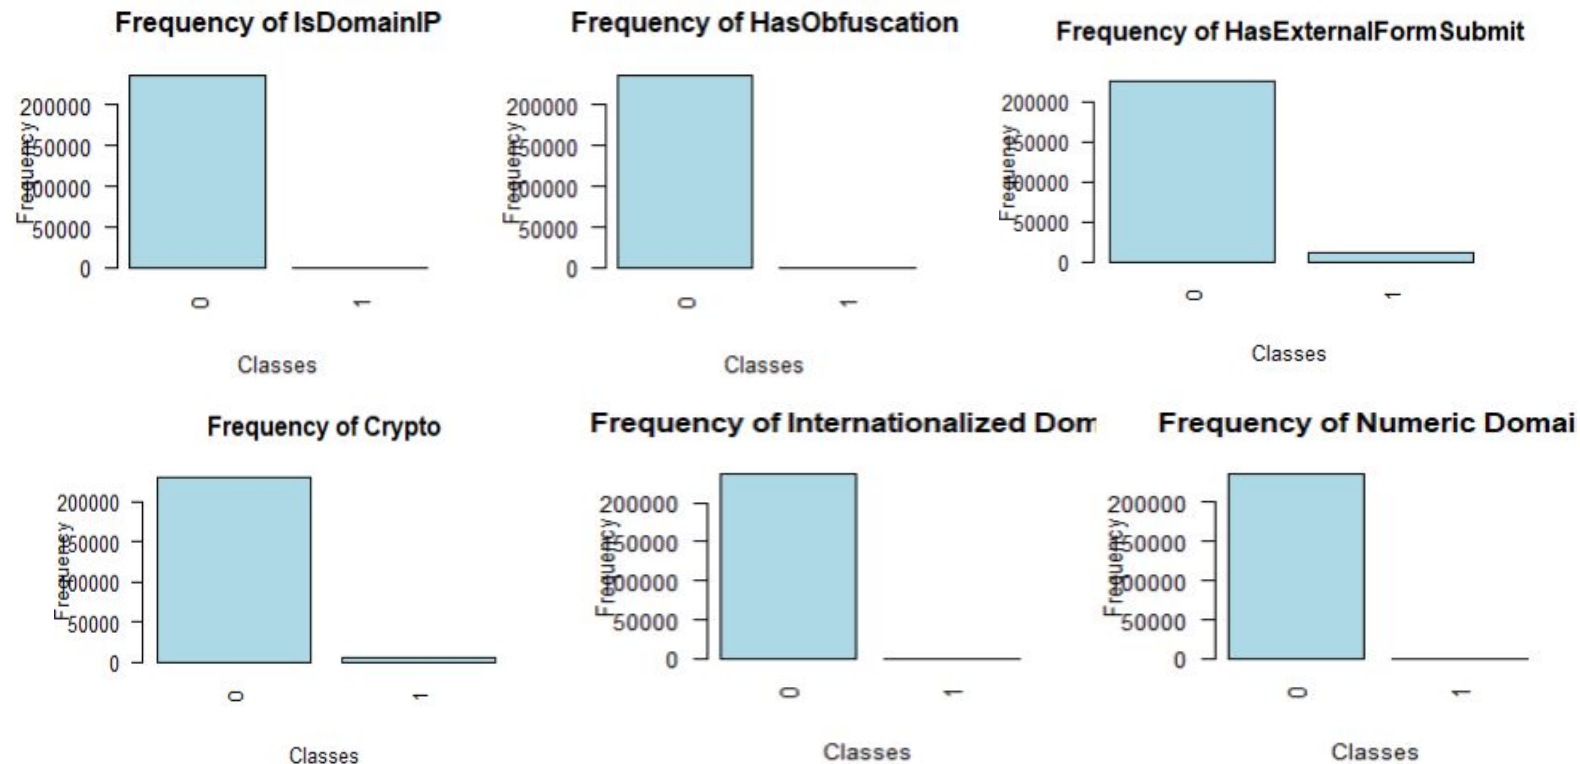 Frequency of IsDomainIP
Frequency
200000
150000
100000
50000
0
0
1
Classes
Frequency of HasObfuscation
Frequency
200000
150000
100000
50000
0
0
1
Classes
Frequency of HasExternalFormSubmit
Frequency
200000
150000
100000
50000
0
0
1
Classes
Frequency of Crypto
Frequency
200000
150000
100000
50000
0
0
1
Classes
Frequency of Internationalized Dom
Frequency
200000
150000
100000
50000
0
0
1
Classes
Frequency of Numeric Domai
Frequency
200000
150000
100000
50000
0
0
1
Classes